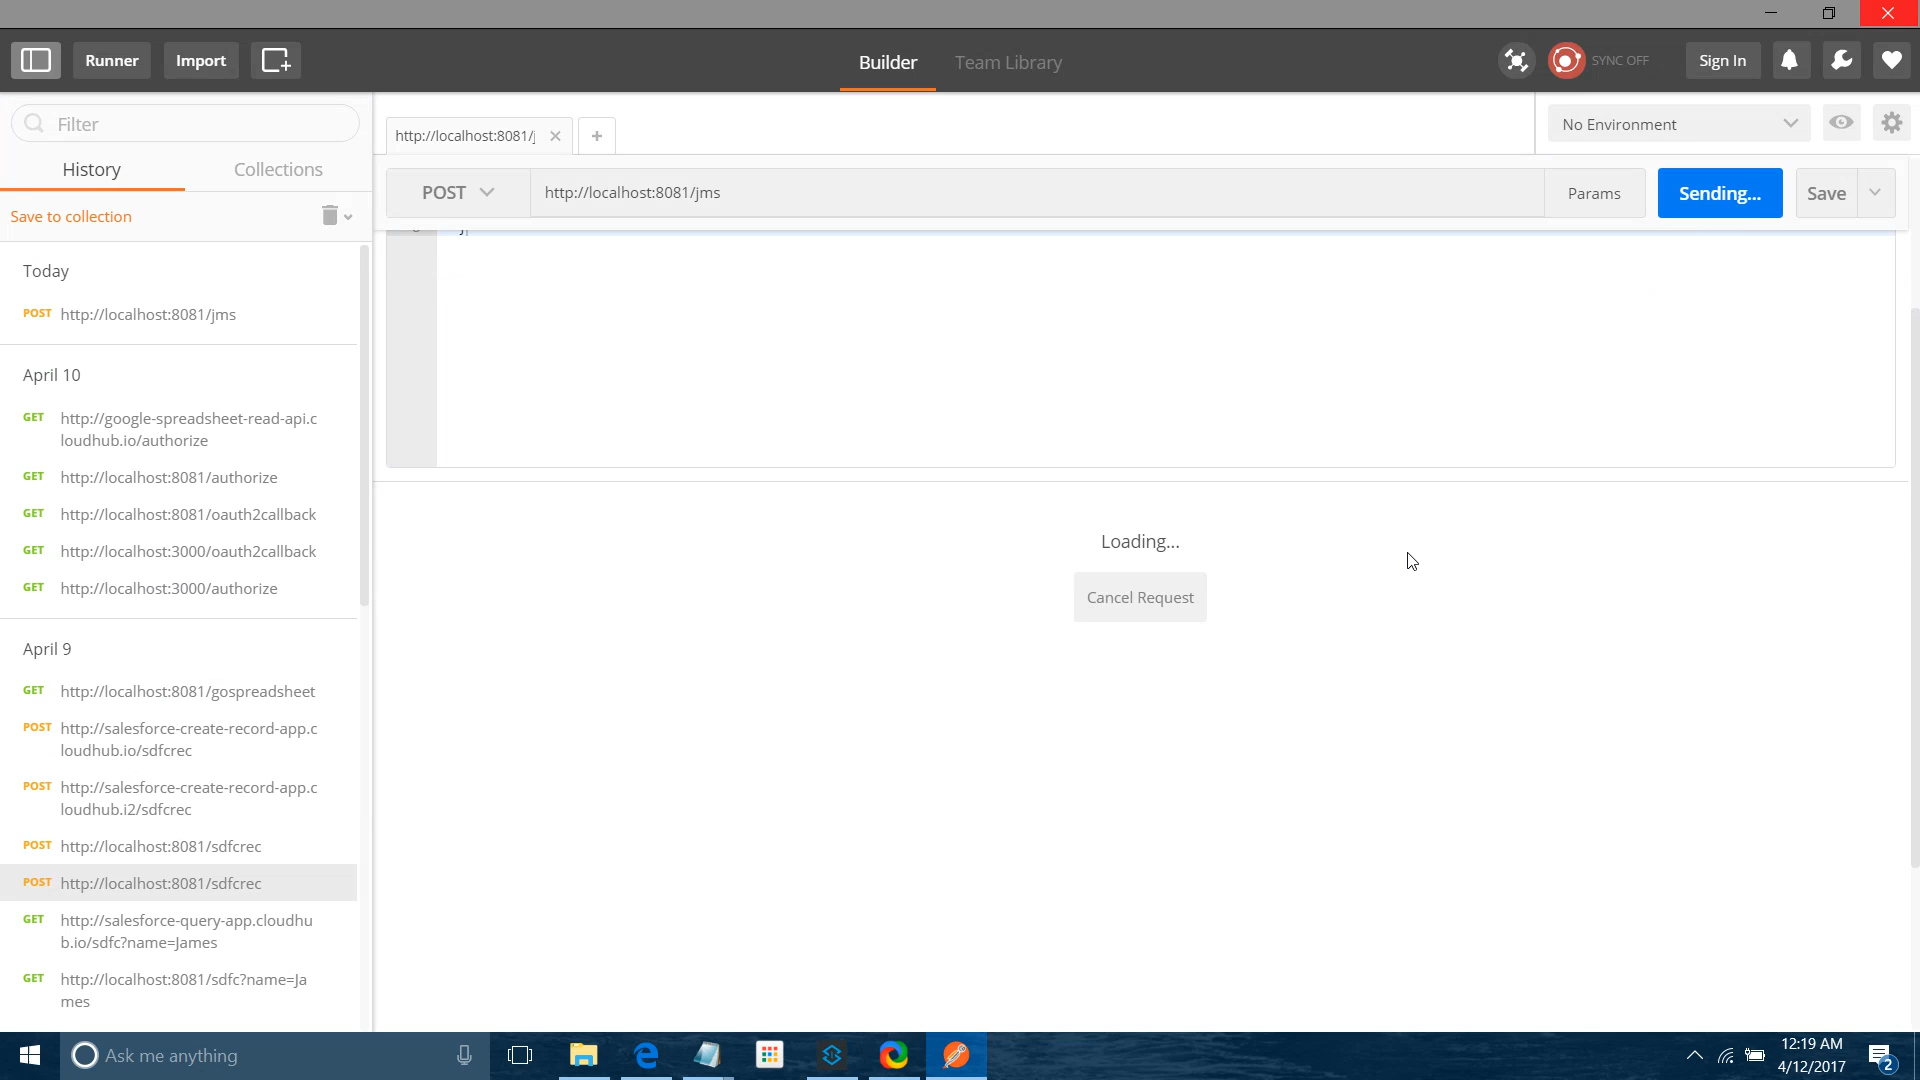 Runner
Import
Builder
Team Library
SYNC OFF
Sign In
Filter
http://localhost:8081/j
No Environment
History
Collections
POST
http://localhost:8081/jms
Params
Sending...
Save
Save to collection
}
Today
POST http://localhost:8081/jms
April 10
GET http://google-spreadsheet-read-api.c
loudhub.io/authorize
GET http://localhost:8081/authorize
GET http://localhost:8081/oauth2callback
GET http://localhost:3000/oauth2callback
GET http://localhost:3000/authorize
Loading...
Cancel Request
April 9
GET http://localhost:8081/gospreadsheet
POST http://salesforce-create-record-app.c
loudhub.io/sdfcrec
POST http://salesforce-create-record-app.c
loudhub.i2/sdfcrec
POST http://localhost:8081/sdfcrec
POST http://localhost:8081/sdfcrec
GET http://salesforce-query-app.cloudhu
b.io/sdfc?name=James
GET http://localhost:8081/sdfc?name=Ja
mes
Ask me anything
12:19 AM
4/12/2017
2